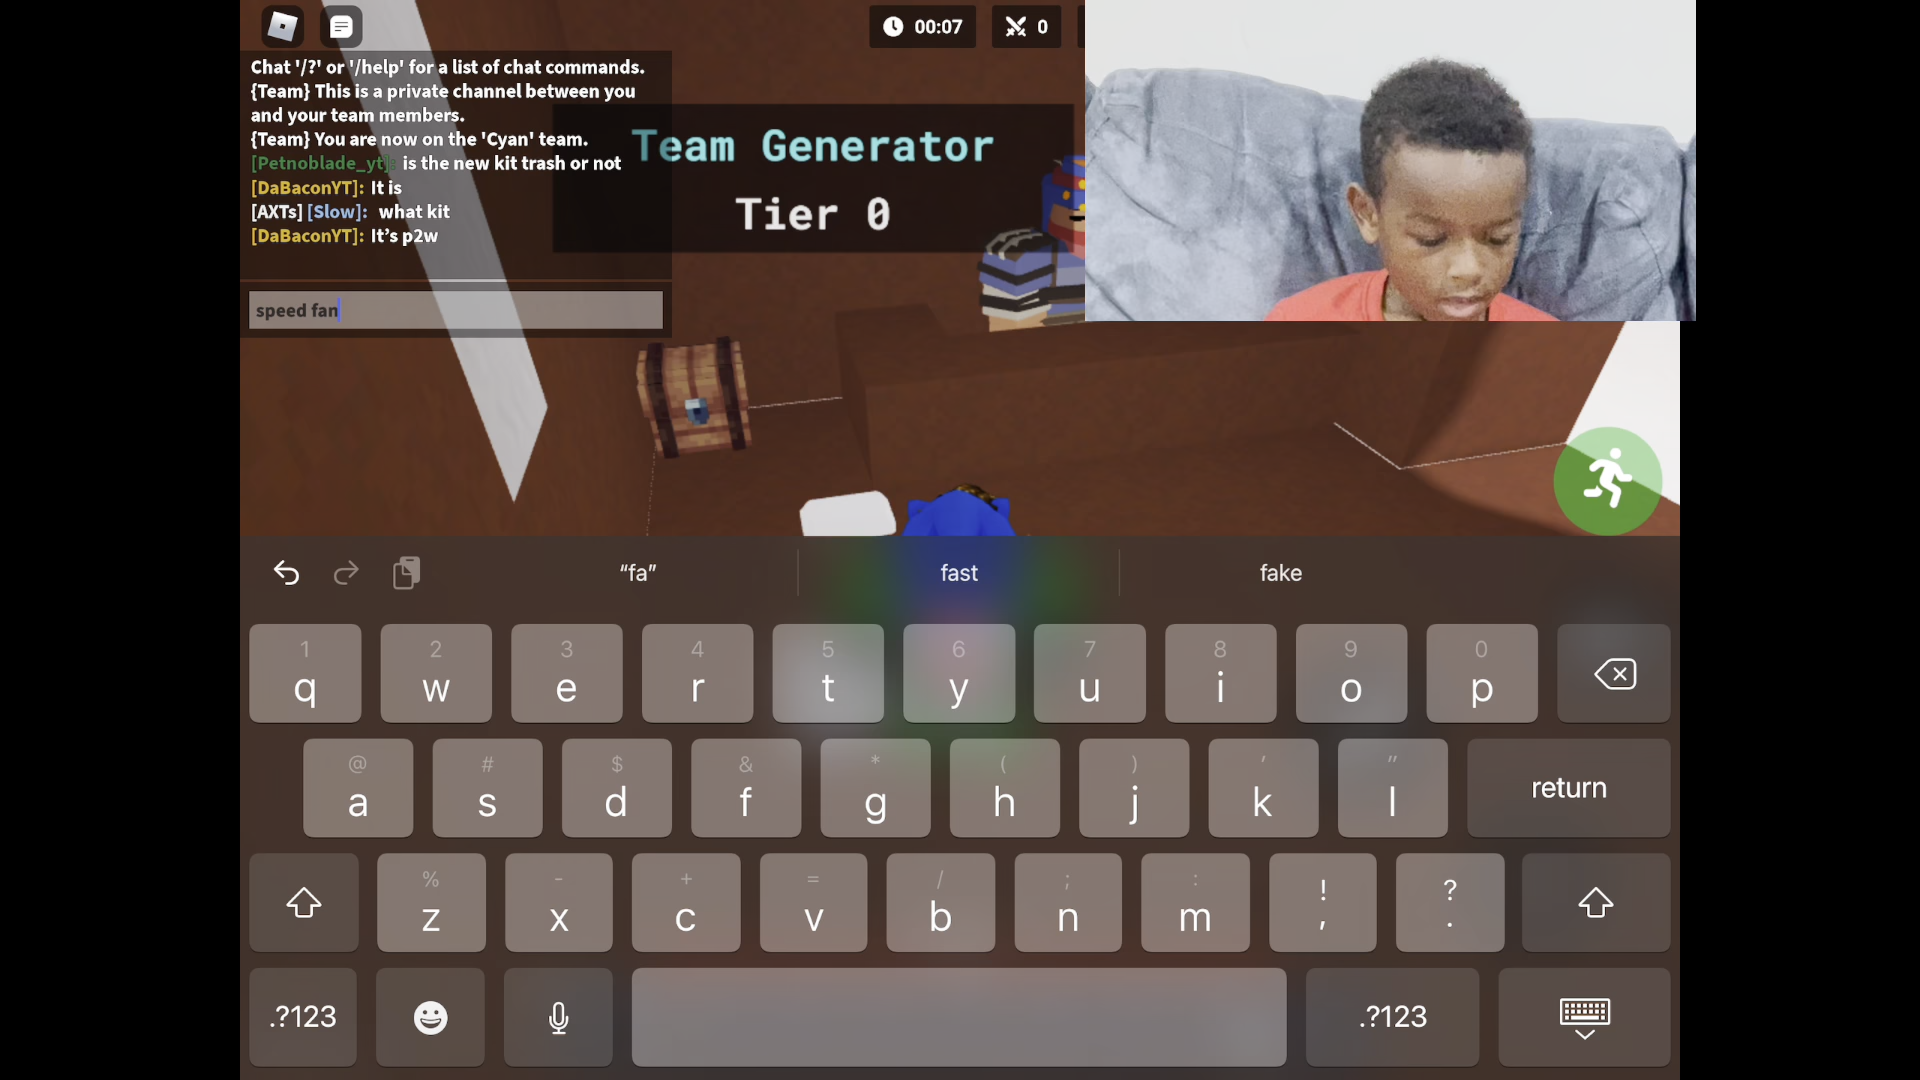 00:07
0
Chat '/?' or '/help' for a list of chat commands.
{Team} This is a private channel between you
and your team members.
{Team} You are now on the 'Cyan' team.
[Petnoblade_yt]: is the new kit trash or not
[DaBaconYT]: It is
[AXTs] [Slow]: what kit
[DaBaconYT]: It’s p2w
speed fan
Team Generator
Tier 0
“fa” fast fake
1 2 3 4 5 6 7 8 9 0
q w e r t y u i o p
@ # $ & * ( ) ' "
a s d f g h j k l return
% - + = / ; : ! ?
z x c v b n m , .
.?123 .?123